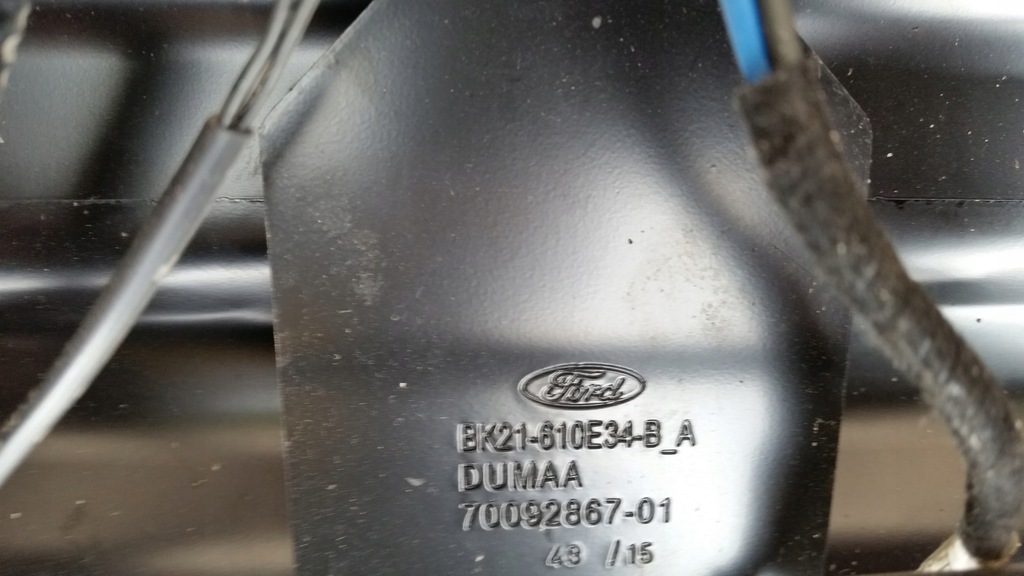 Ford
BK21-610E34-B_A
DUMAA
70092867-01
43 /15